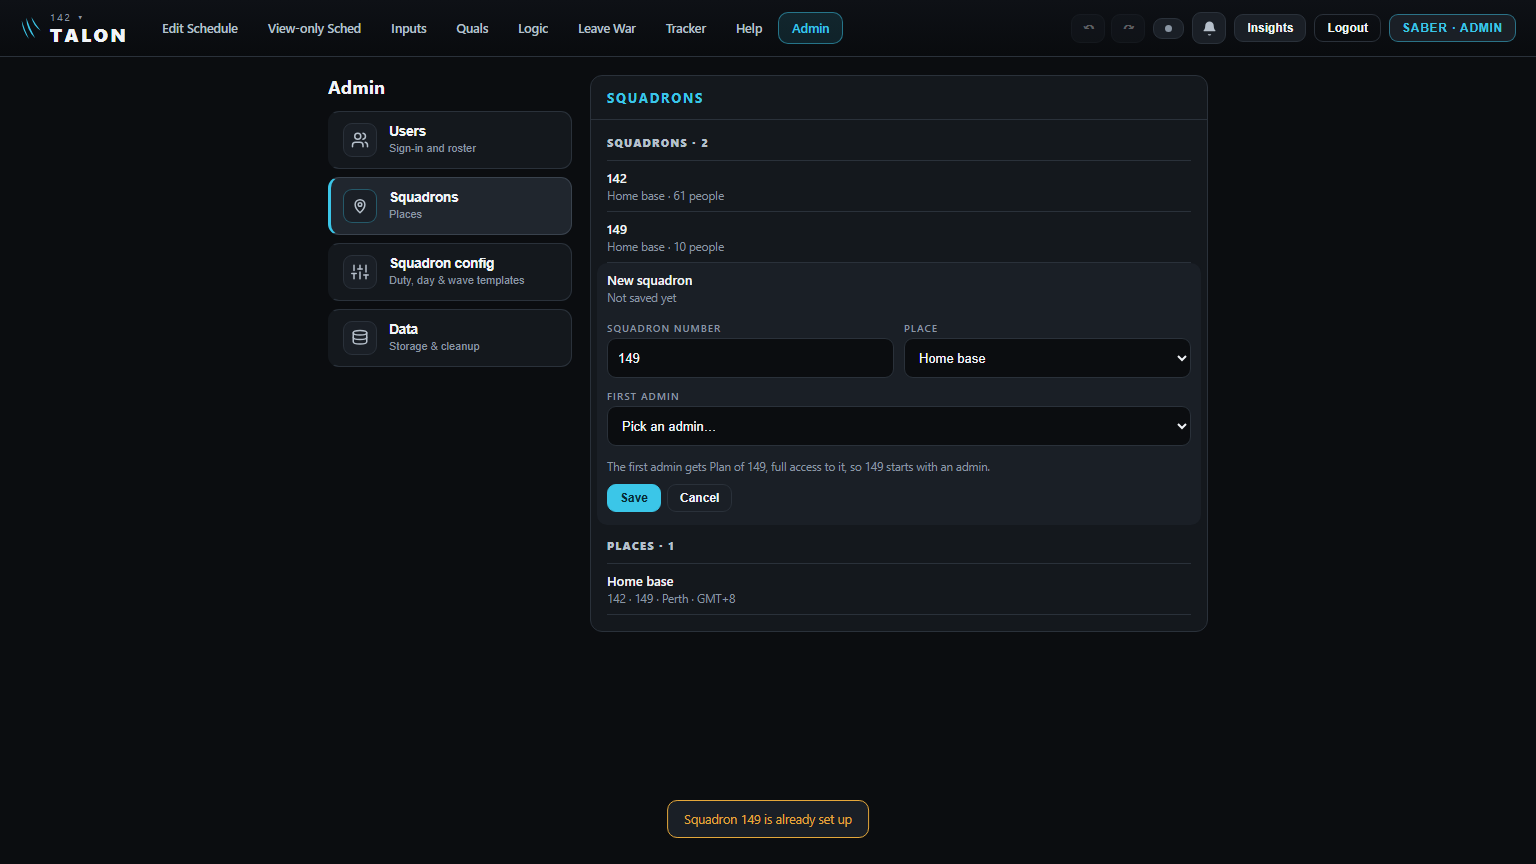 142 ▾
TALON
Edit Schedule
View-only Sched
Inputs
Quals
Logic
Leave War
Tracker
Help
Admin
Insights
Logout
SABER · ADMIN
Admin
Users
Sign-in and roster
Squadrons
Places
Squadron config
Duty, day & wave templates
Data
Storage & cleanup
SQUADRONS
SQUADRONS · 2
142
Home base · 61 people
149
Home base · 10 people
New squadron
Not saved yet
SQUADRON NUMBER
149
PLACE
Home base
FIRST ADMIN
Pick an admin…
The first admin gets Plan of 149, full access to it, so 149 starts with an admin.
Save
Cancel
PLACES · 1
Home base
142 · 149 · Perth · GMT+8
Squadron 149 is already set up